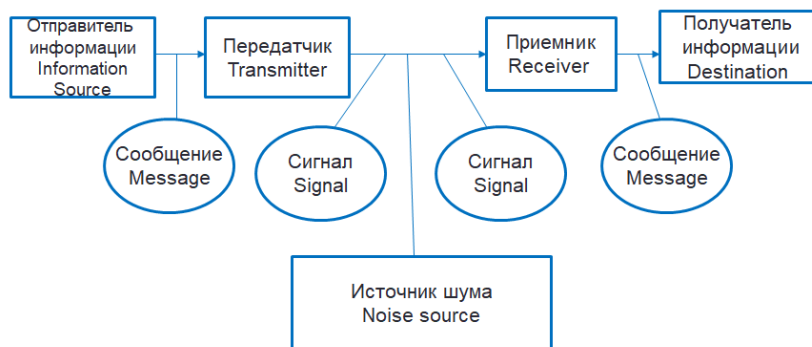 Отправитель
информации
Information
Source
Передатчик
Transmitter
Приемник
Receiver
Получатель
информации
Destination
Сообщение
Message
Сигнал
Signal
Сигнал
Signal
Сообщение
Message
Источник шума
Noise source